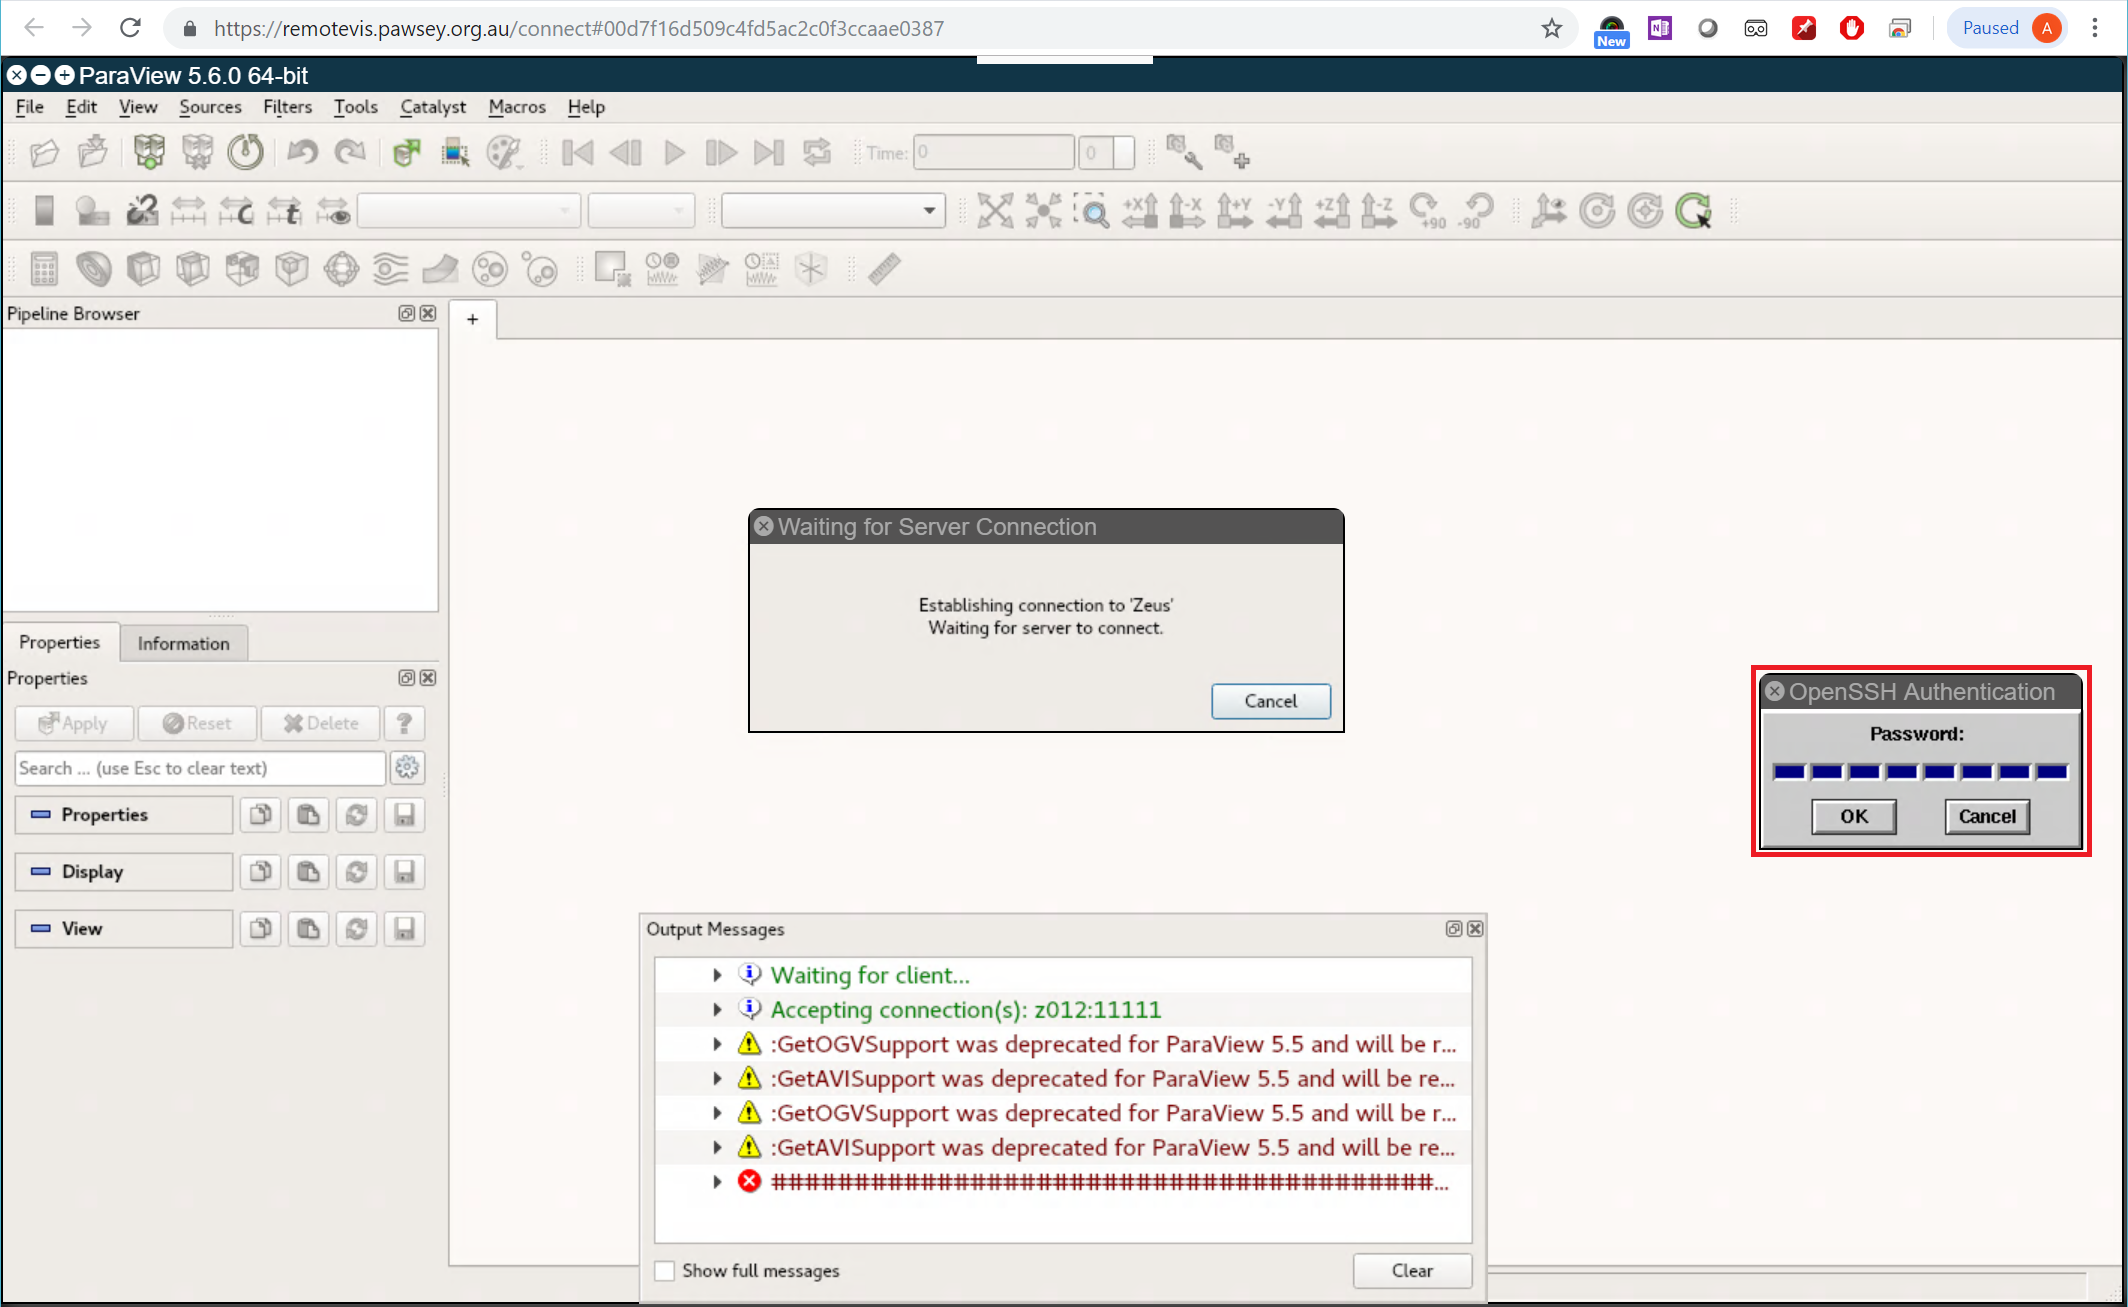 https://remotevis.pawsey.org.au/connect#00d7f16d509c4fd5ac2c0f3ccaae0387
New
N
Paused
A
ParaView 5.6.0 64-bit
File Edit View Sources Filters Tools Catalyst Macros Help
Time: 0
0
C t +X -X +Y -Y +Z -Z +90 -90
Pipeline Browser
+
Waiting for Server Connection
Establishing connection to 'Zeus'
Waiting for server to connect.
Cancel
Properties Information
Properties
Apply Reset Delete ?
Search ... (use Esc to clear text)
Properties
Display
View
OpenSSH Authentication
Password:
OK Cancel
Output Messages
Waiting for client...
Accepting connection(s): z012:11111
:GetOGVSupport was deprecated for ParaView 5.5 and will be r...
:GetAVISupport was deprecated for ParaView 5.5 and will be re...
:GetOGVSupport was deprecated for ParaView 5.5 and will be r...
:GetAVISupport was deprecated for ParaView 5.5 and will be re...
########################################...
Show full messages
Clear